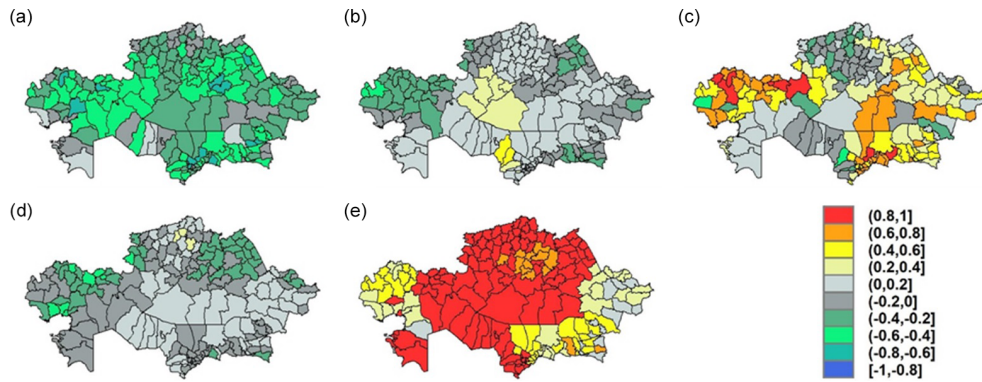 (a)
(b)
(c)
(d)
(e)
(0.8,1]
(0.6,0.8]
(0.4,0.6]
(0.2,0.4]
(0,0.2]
(-0.2,0]
(-0.4,-0.2]
(-0.6,-0.4]
(-0.8,-0.6]
[-1,-0.8]